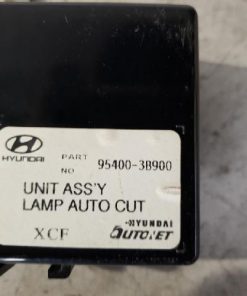 HYUNDAI PART NO 95400-3B900
UNIT ASS'Y
LAMP AUTO CUT
XCF HYUNDAI AUTONET